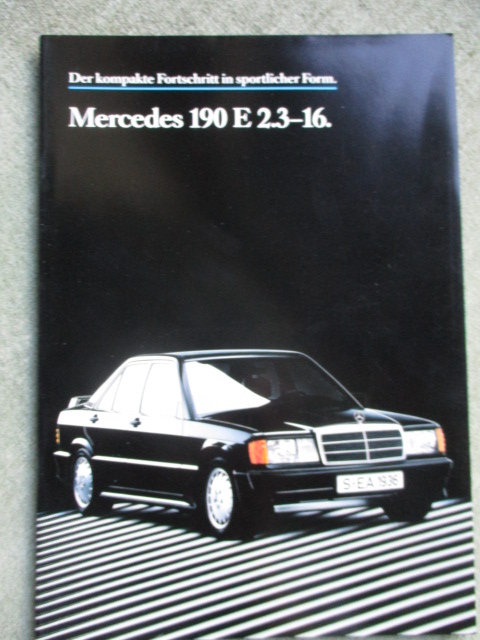 Der kompakte Fortschritt in sportlicher Form.
Mercedes 190 E 2.3–16.
S-EA 1936